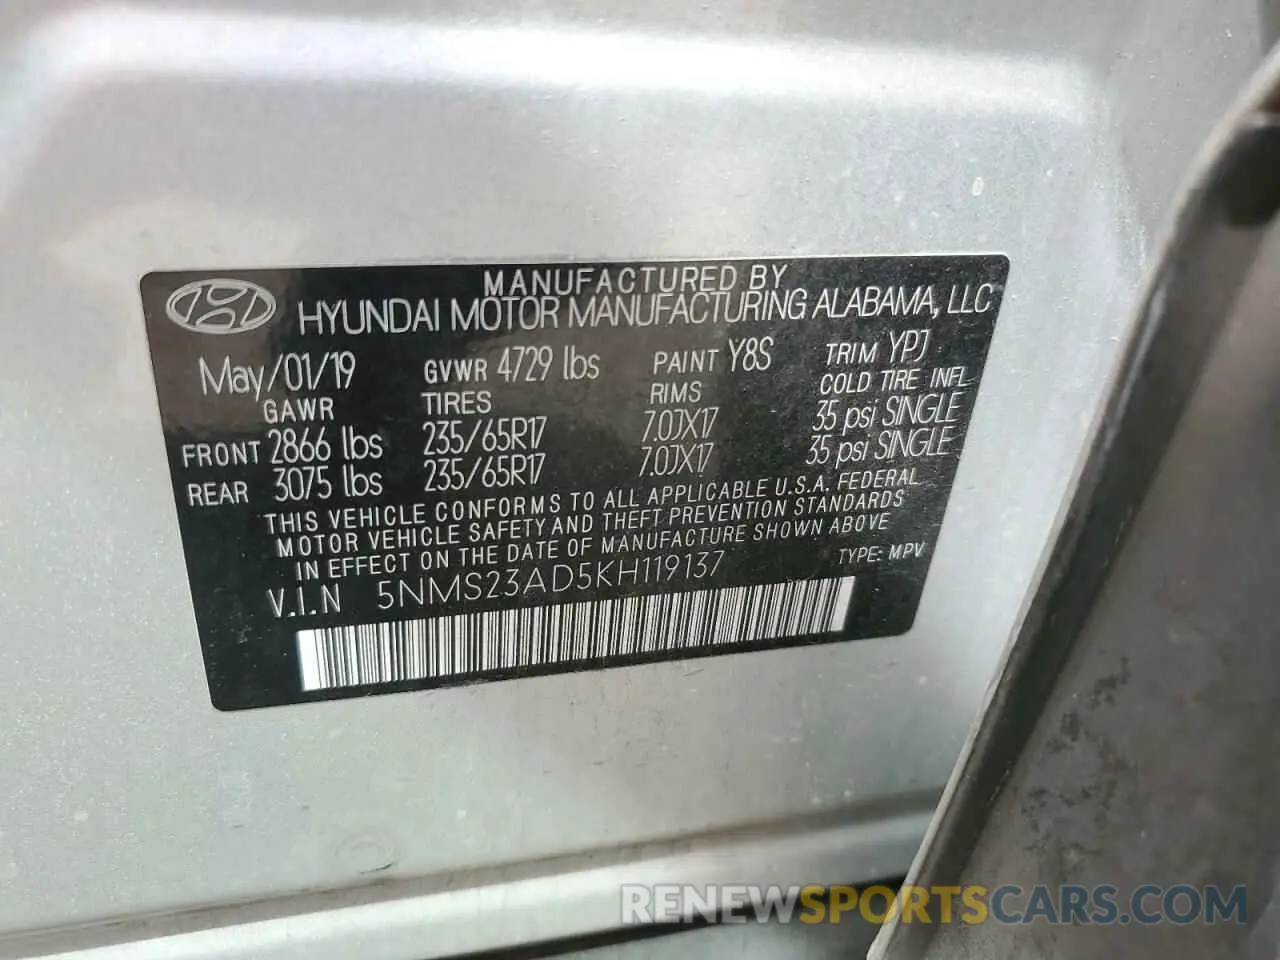 MANUFACTURED BY
HYUNDAI MOTOR MANUFACTURING ALABAMA, LLC
May/01/19 GVWR 4729 lbs PAINT Y8S TRIM YPJ
GAWR TIRES RIMS COLD TIRE INFL
FRONT 2866 lbs 235/65R17 7.0JX17 35 psi SINGLE
REAR 3075 lbs 235/65R17 7.0JX17 35 psi SINGLE
THIS VEHICLE CONFORMS TO ALL APPLICABLE U.S.A. FEDERAL
MOTOR VEHICLE SAFETY AND THEFT PREVENTION STANDARDS
IN EFFECT ON THE DATE OF MANUFACTURE SHOWN ABOVE
V.I.N 5NMS23AD5KH119137 TYPE: MPV
RENEWSPORTSCARS.COM